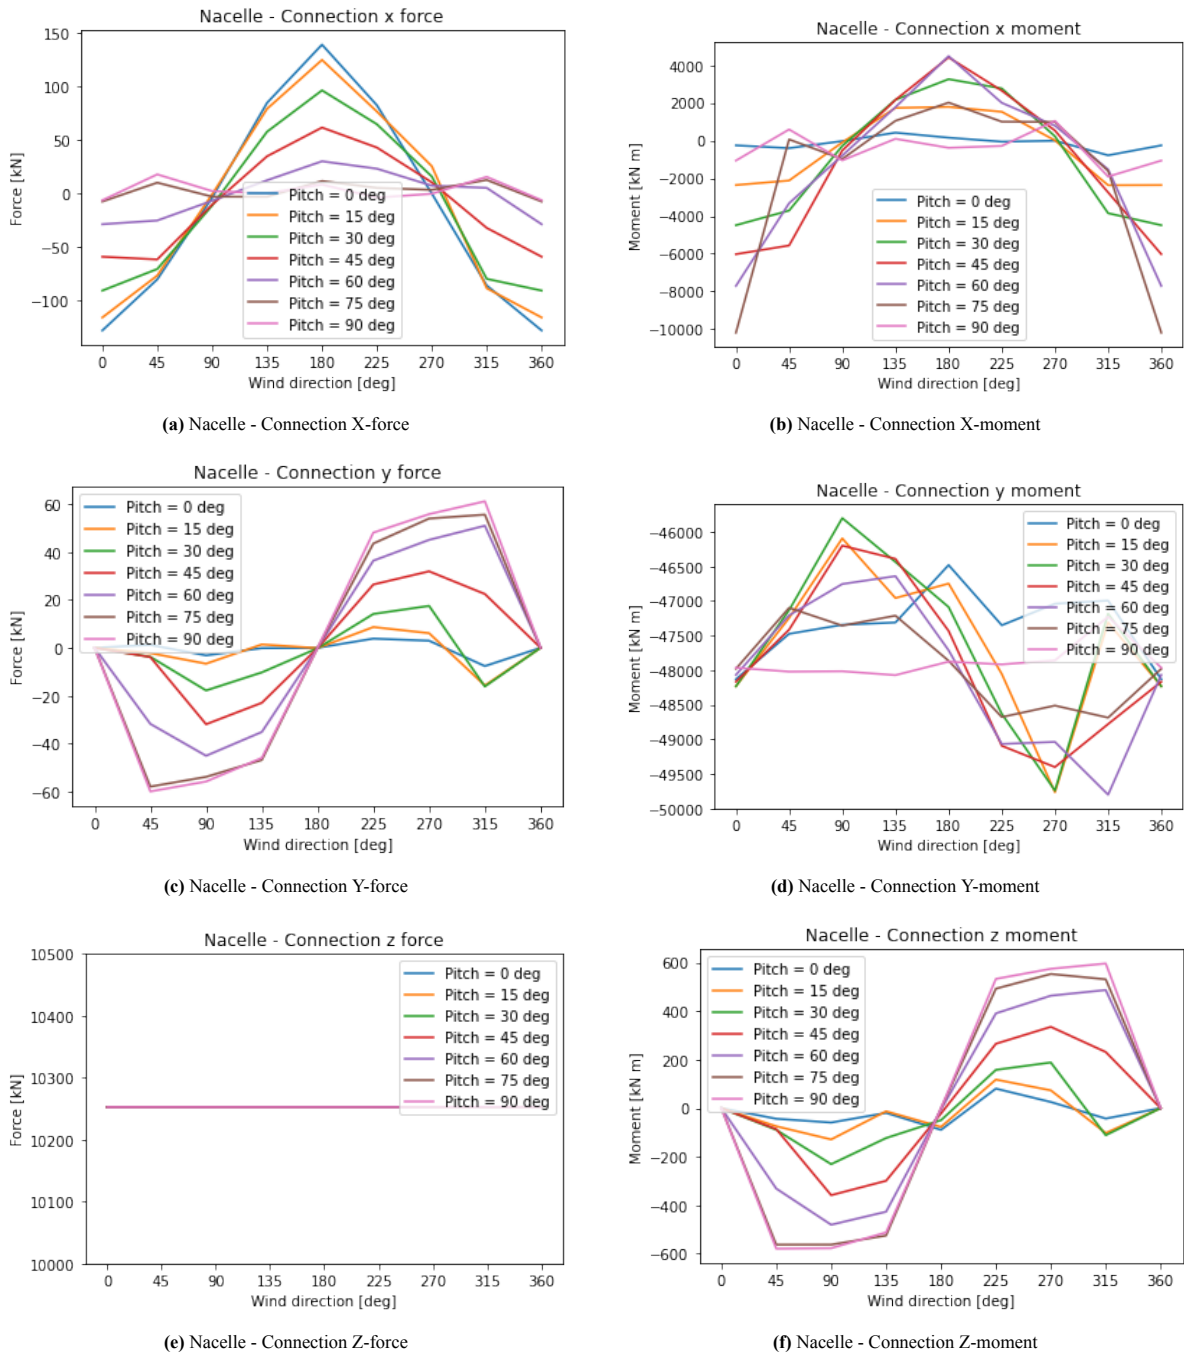 Nacelle - Connection x force
150
100
50
0
−50
−100
Force [kN]
Pitch = 0 deg
Pitch = 15 deg
Pitch = 30 deg
Pitch = 45 deg
Pitch = 60 deg
Pitch = 75 deg
Pitch = 90 deg
0 45 90 135 180 225 270 315 360
Wind direction [deg]
(a) Nacelle - Connection X-force
Nacelle - Connection x moment
4000
2000
0
−2000
−4000
−6000
−8000
−10000
Moment [kN m]
Pitch = 0 deg
Pitch = 15 deg
Pitch = 30 deg
Pitch = 45 deg
Pitch = 60 deg
Pitch = 75 deg
Pitch = 90 deg
0 45 90 135 180 225 270 315 360
Wind direction [deg]
(b) Nacelle - Connection X-moment
Nacelle - Connection y force
60
40
20
0
−20
−40
−60
Force [kN]
Pitch = 0 deg
Pitch = 15 deg
Pitch = 30 deg
Pitch = 45 deg
Pitch = 60 deg
Pitch = 75 deg
Pitch = 90 deg
0 45 90 135 180 225 270 315 360
Wind direction [deg]
(c) Nacelle - Connection Y-force
Nacelle - Connection y moment
−46000
−46500
−47000
−47500
−48000
−48500
−49000
−49500
−50000
Moment [kN m]
Pitch = 0 deg
Pitch = 15 deg
Pitch = 30 deg
Pitch = 45 deg
Pitch = 60 deg
Pitch = 75 deg
Pitch = 90 deg
0 45 90 135 180 225 270 315 360
Wind direction [deg]
(d) Nacelle - Connection Y-moment
Nacelle - Connection z force
10500
10400
10300
10200
10100
10000
Force [kN]
Pitch = 0 deg
Pitch = 15 deg
Pitch = 30 deg
Pitch = 45 deg
Pitch = 60 deg
Pitch = 75 deg
Pitch = 90 deg
0 45 90 135 180 225 270 315 360
Wind direction [deg]
(e) Nacelle - Connection Z-force
Nacelle - Connection z moment
600
400
200
0
−200
−400
−600
Moment [kN m]
Pitch = 0 deg
Pitch = 15 deg
Pitch = 30 deg
Pitch = 45 deg
Pitch = 60 deg
Pitch = 75 deg
Pitch = 90 deg
0 45 90 135 180 225 270 315 360
Wind direction [deg]
(f) Nacelle - Connection Z-moment